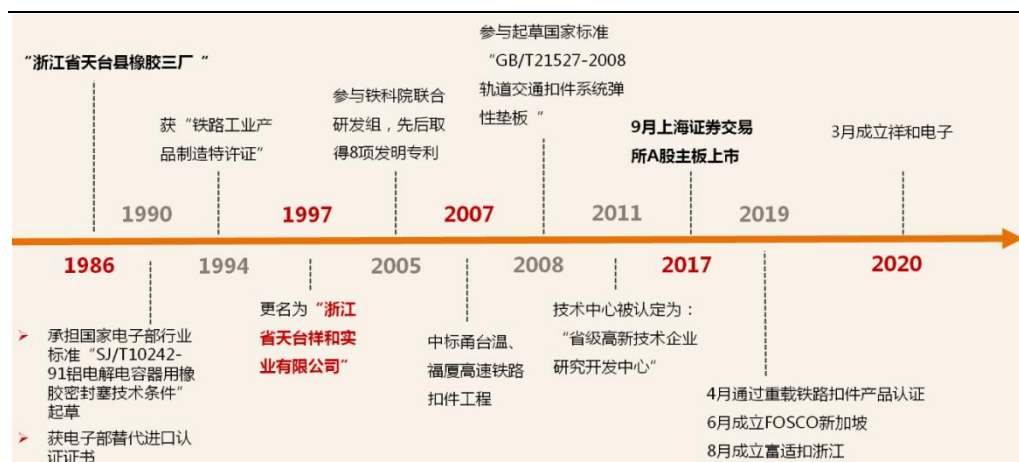 “浙江省天台县橡胶三厂 “
获“铁路工业产
品制造特许证”
参与铁科院联合
研发组，先后取
得8项发明专利
参与起草国家标准
“GB/T21527-2008
轨道交通扣件系统弹
性垫板 “
9月上海证券交易
所A股主板上市
3月成立祥和电子
1990
1997
2007
2011
2019
1986
1994
2005
2008
2017
2020
➢ 承担国家电子部行业
标准“SJ/T10242-
91铝电解电容器用橡
胶密封塞技术条件”
起草
➢ 获电子部替代进口认
证证书
更名为“浙江
省天台祥和实
业有限公司”
中标甬台温、
福厦高速铁路
扣件工程
技术中心被认定为：
“省级高新技术企业
研究开发中心”
4月通过重载铁路扣件产品认证
6月成立FOSCO新加坡
8月成立富适扣浙江